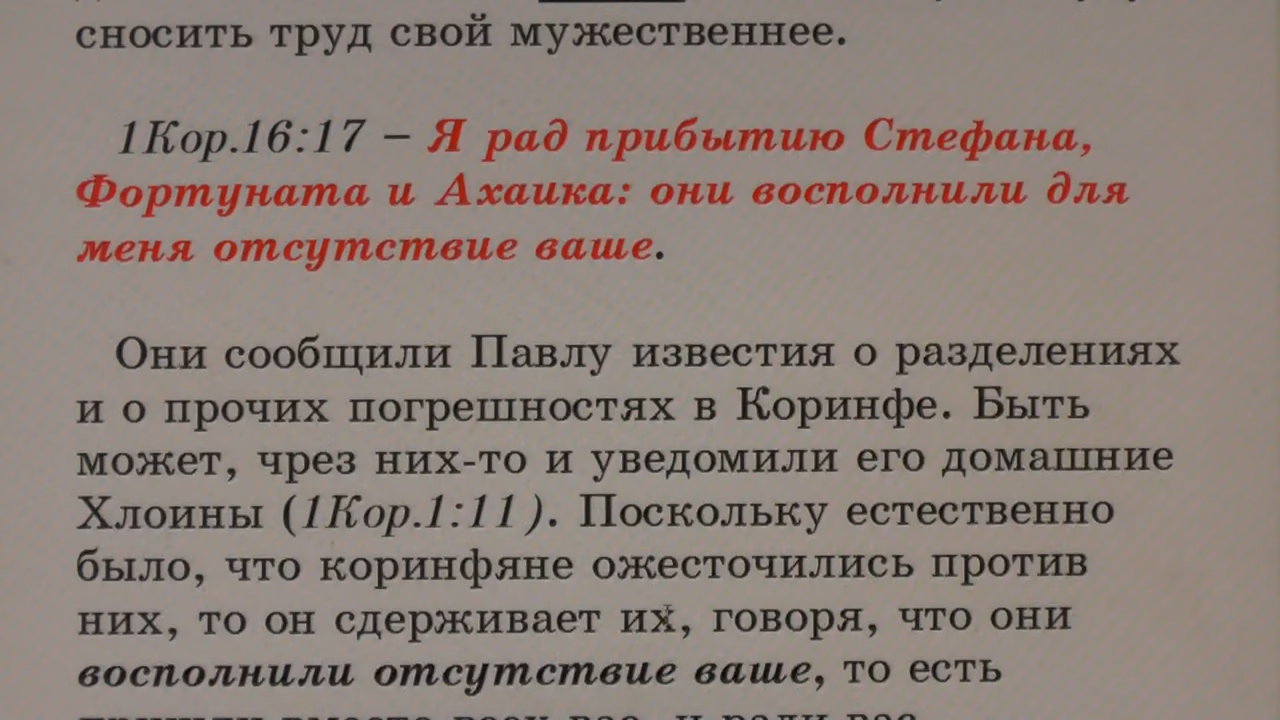 сносить труд свой мужественнее.
1Кор.16:17 – Я рад прибытию Стефана,
Фортуната и Ахаика: они восполнили для
меня отсутствие ваше.
Они сообщили Павлу известия о разделениях
и о прочих погрешностях в Коринфе. Быть
может, чрез них-то и уведомили его домашние
Хлоины (1Кор.1:11). Поскольку естественно
было, что коринфяне ожесточились против
них, то он сдерживает их, говоря, что они
восполнили отсутствие ваше, то есть